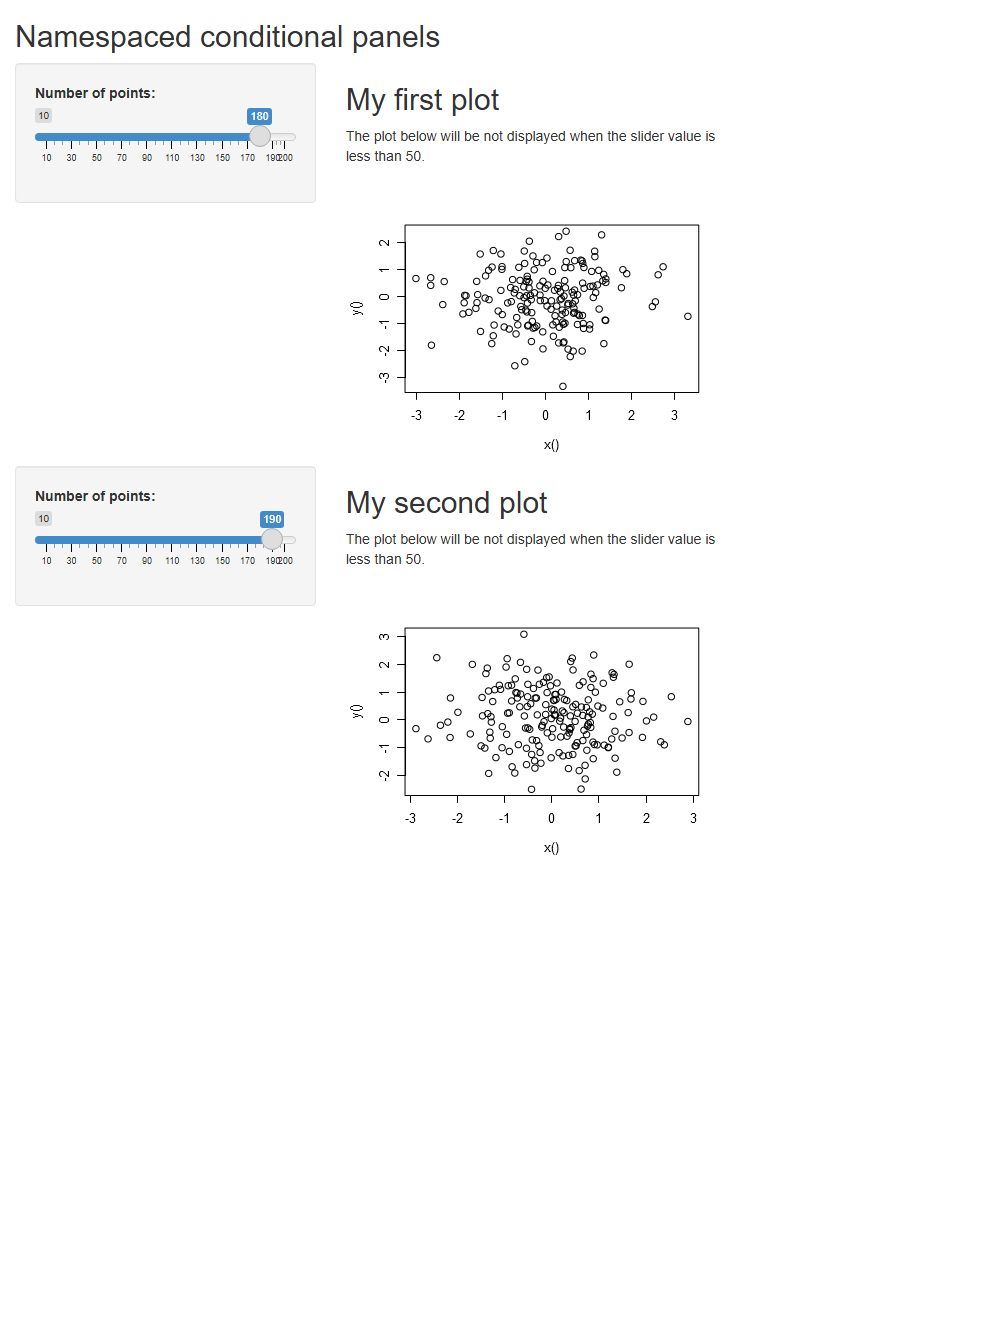 Namespaced conditional panels
Number of points:
10 180
10 30 50 70 90 110 130 150 170 190 200
My first plot
The plot below will be not displayed when the slider value is
less than 50.
y()
2
1
0
-1
-2
-3
-3 -2 -1 0 1 2 3
x()
Number of points:
10 190
10 30 50 70 90 110 130 150 170 190 200
My second plot
The plot below will be not displayed when the slider value is
less than 50.
y()
3
2
1
0
-1
-2
-3 -2 -1 0 1 2 3
x()